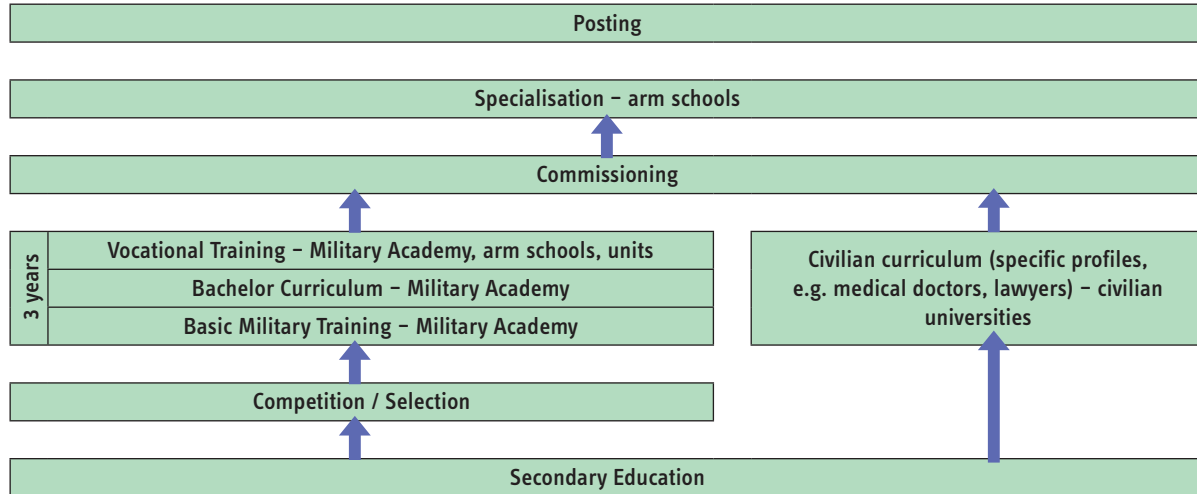 Posting
Specialisation – arm schools
Commissioning
3 years
Vocational Training – Military Academy, arm schools, units
Bachelor Curriculum – Military Academy
Basic Military Training – Military Academy
Civilian curriculum (specific profiles,
e.g. medical doctors, lawyers) – civilian
universities
Competition / Selection
Secondary Education